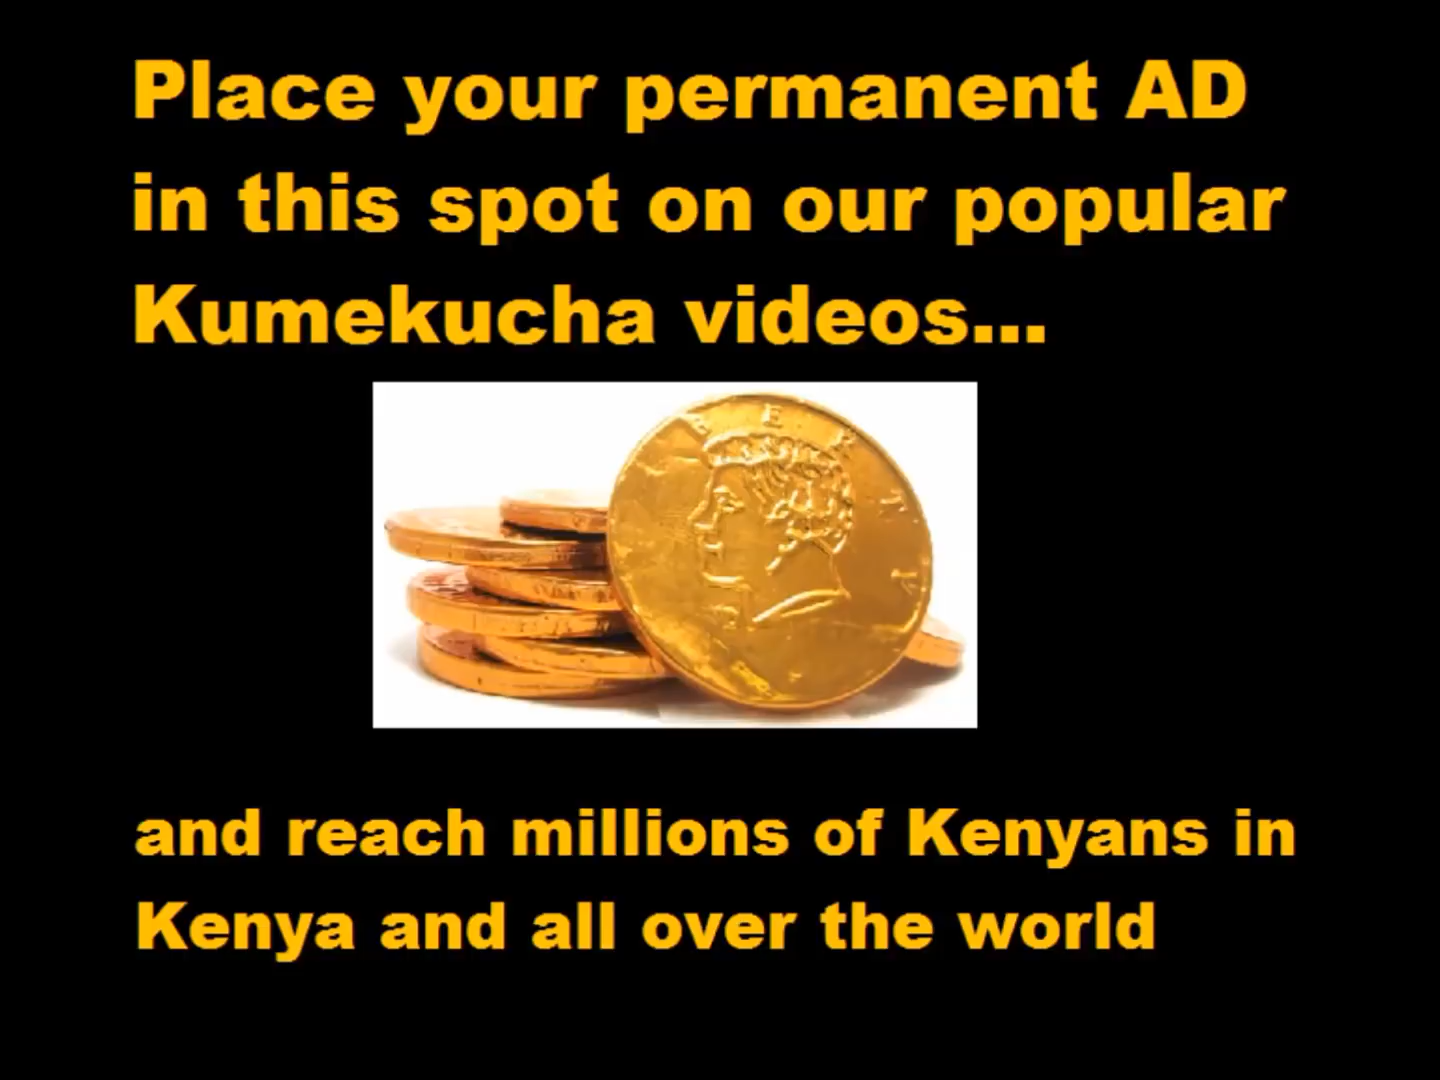 Place your permanent AD
in this spot on our popular
Kumekucha videos...
and reach millions of Kenyans in
Kenya and all over the world